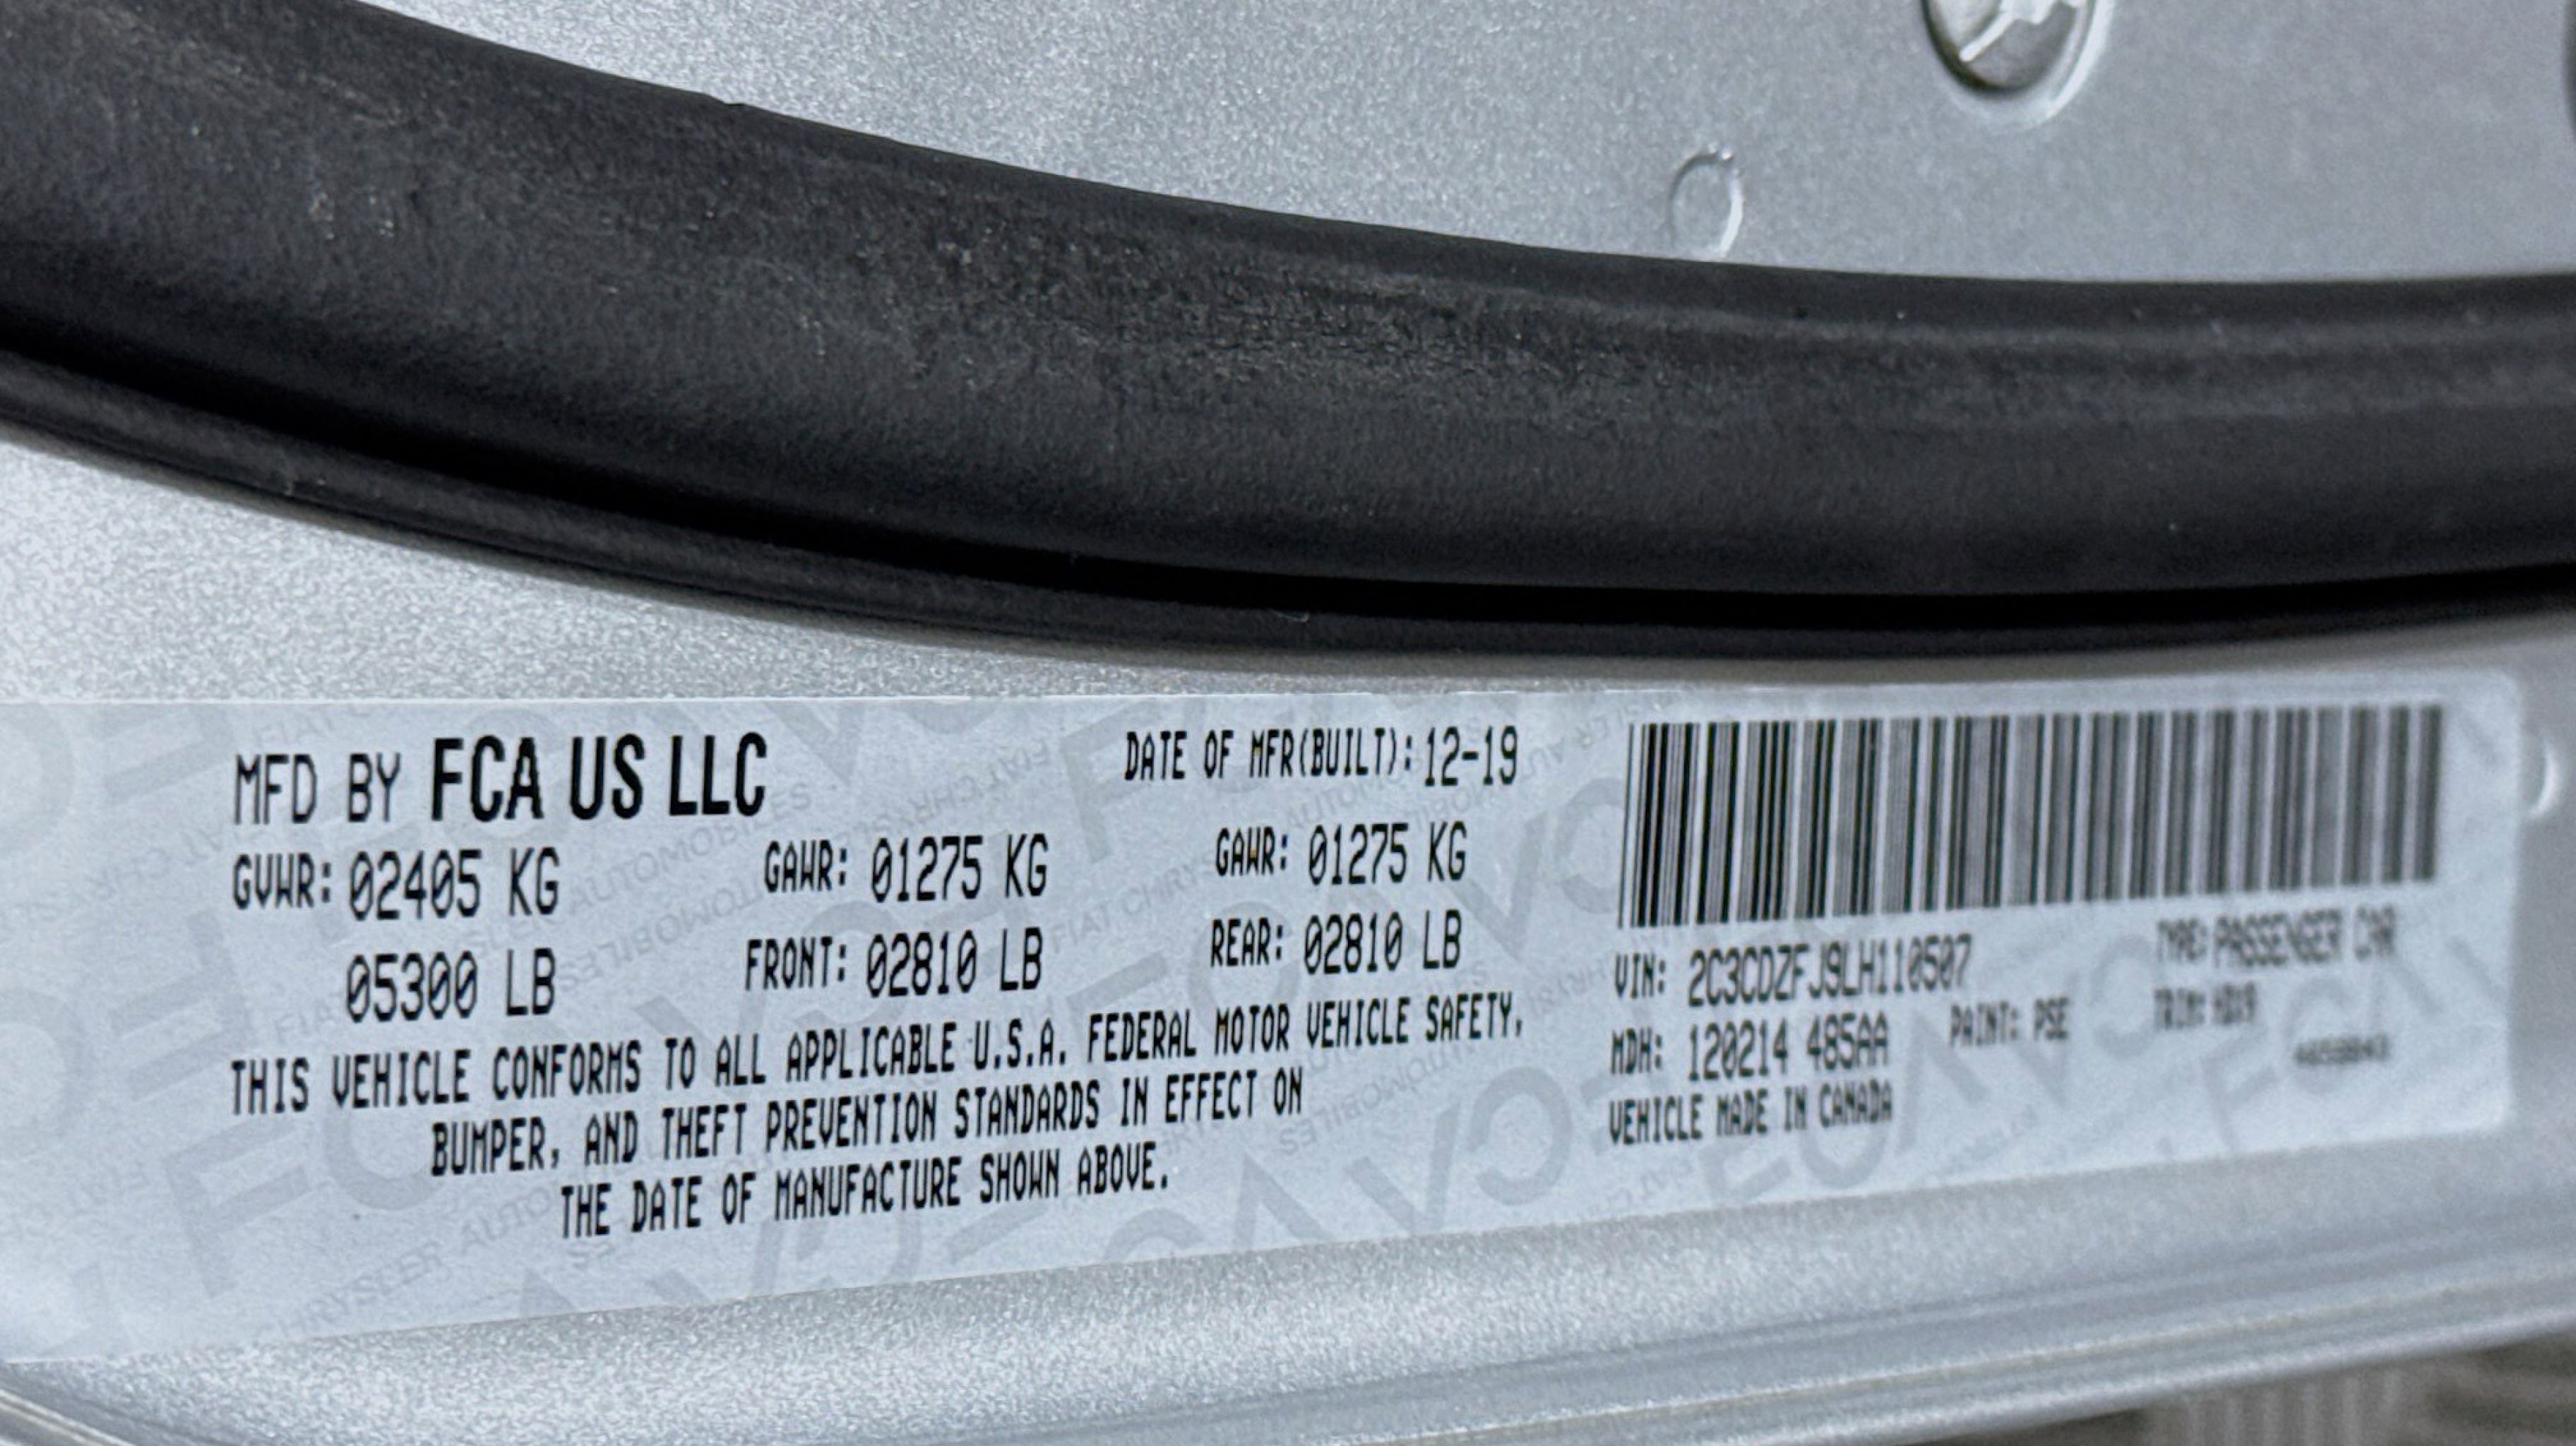 MFD BY FCA US LLC
DATE OF MFR(BUILT): 12-19
GVWR: 02405 KG
GAWR: 01275 KG
GAWR: 01275 KG
05300 LB
FRONT: 02810 LB
REAR: 02810 LB
THIS VEHICLE CONFORMS TO ALL APPLICABLE U.S.A. FEDERAL MOTOR VEHICLE SAFETY,
BUMPER, AND THEFT PREVENTION STANDARDS IN EFFECT ON
THE DATE OF MANUFACTURE SHOWN ABOVE.
VIN: 2C3CDZFJ9LH110507
TYPE: PASSENGER CAR
MDH: 120214 485AA
PAINT: PSE
TRIM: HDX9
VEHICLE MADE IN CANADA